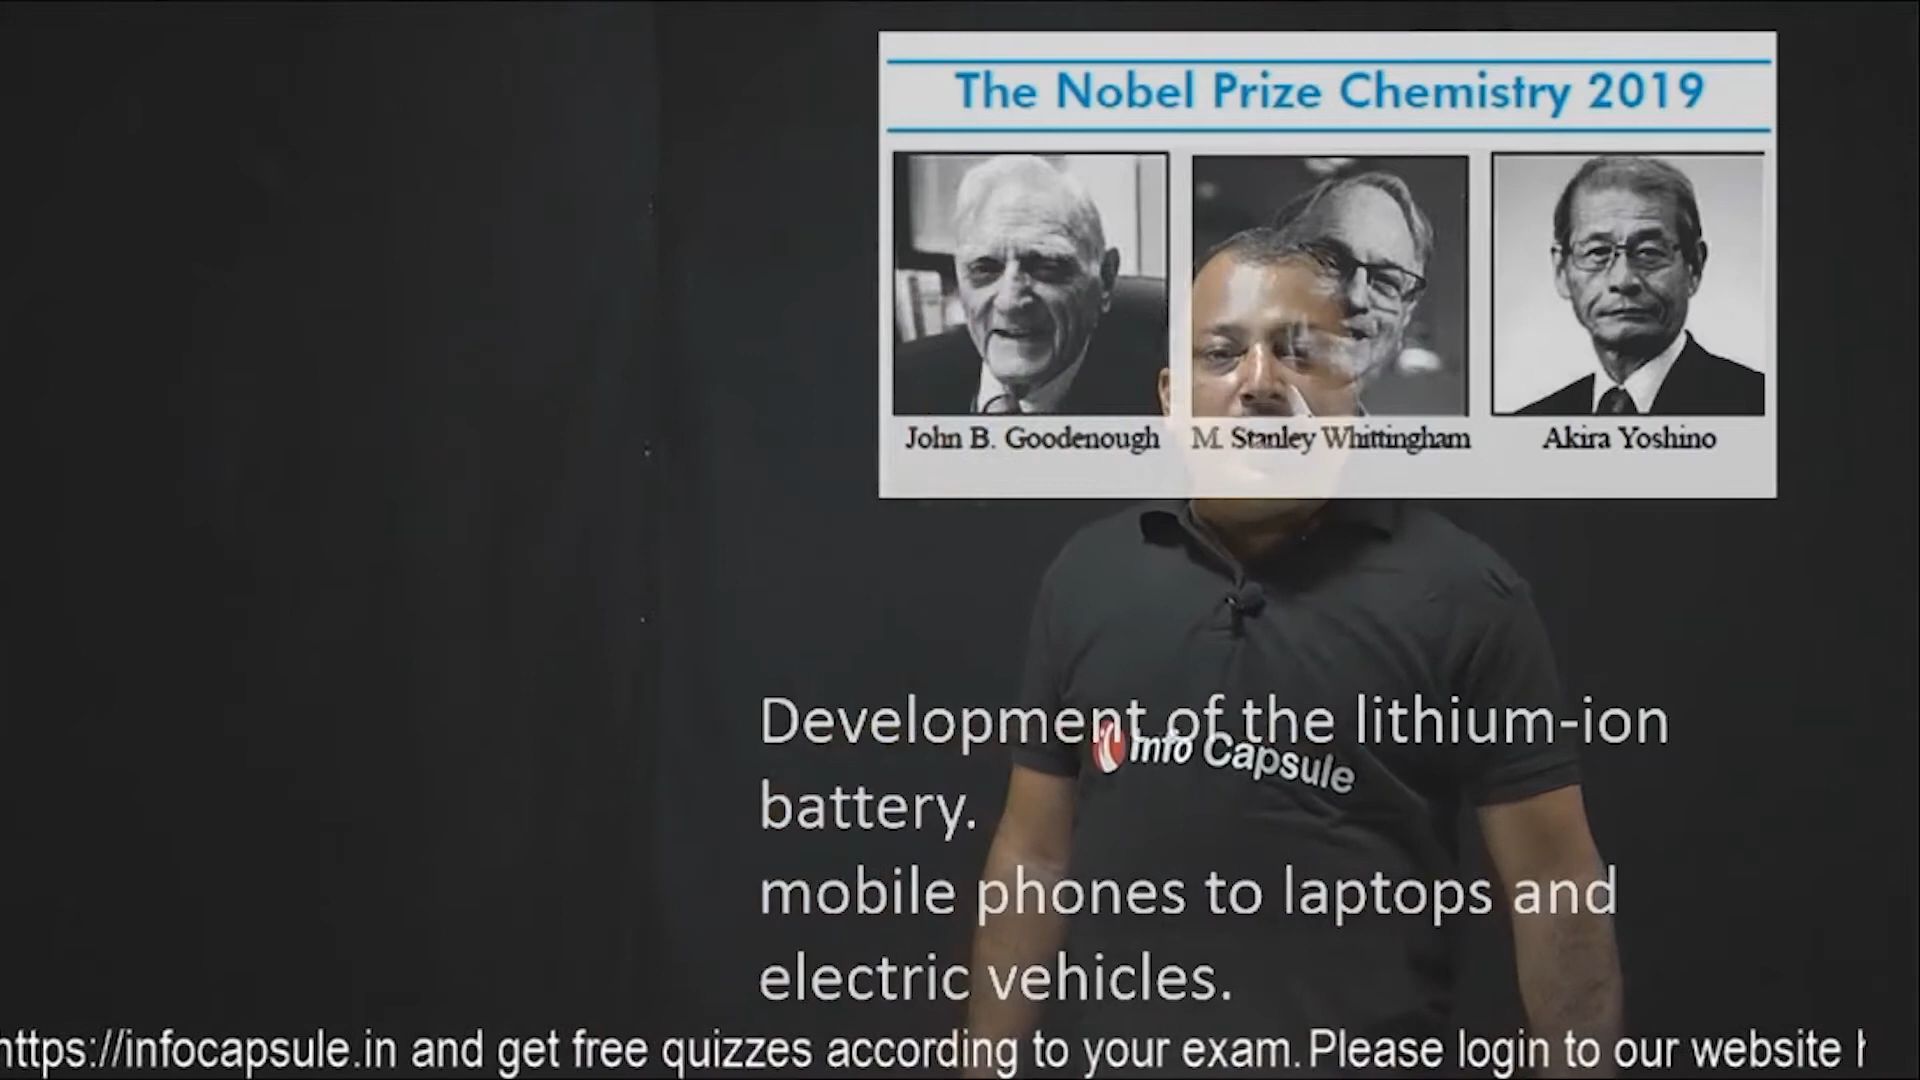 The Nobel Prize Chemistry 2019
John B. Goodenough
M. Stanley Whittingham
Akira Yoshino
Development of the lithium-ion
battery.
Info Capsule
mobile phones to laptops and
electric vehicles.
https://infocapsule.in and get free quizzes according to your exam. Please login to our website